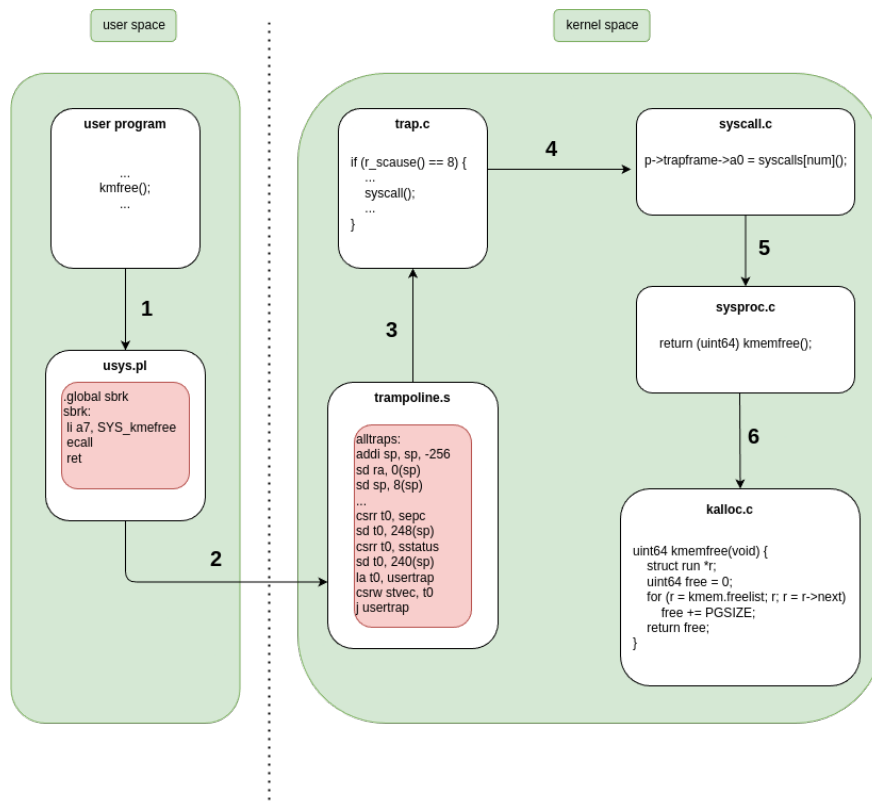 user space
kernel space
user program
...
kmfree();
...
1
usys.pl
.global sbrk
sbrk:
li a7, SYS_kmefree
ecall
ret
2
trampoline.s
alltraps:
addi sp, sp, -256
sd ra, 0(sp)
sd sp, 8(sp)
...
csrr t0, sepc
sd t0, 248(sp)
csrr t0, sstatus
sd t0, 240(sp)
la t0, usertrap
csrw stvec, t0
j usertrap
3
trap.c
if (r_scause() == 8) {
...
syscall();
...
}
4
syscall.c
p->trapframe->a0 = syscalls[num]();
5
sysproc.c
return (uint64) kmemfree();
6
kalloc.c
uint64 kmemfree(void) {
struct run *r;
uint64 free = 0;
for (r = kmem.freelist; r; r = r->next)
free += PGSIZE;
return free;
}